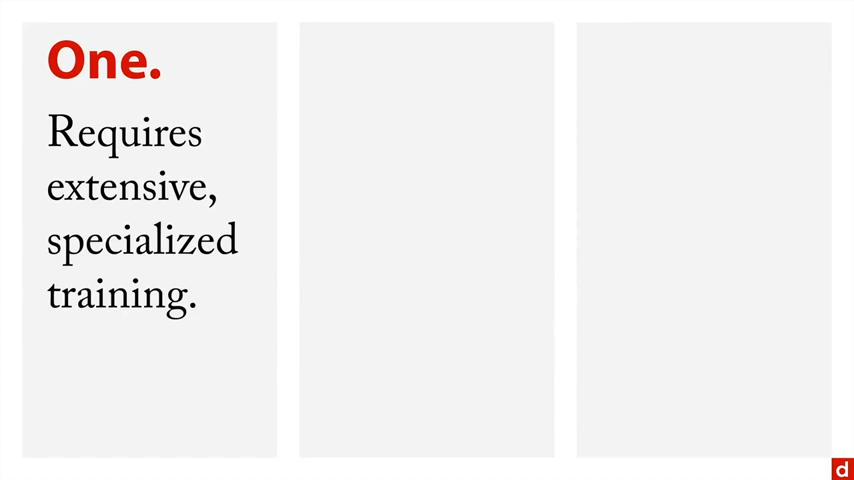 One.
Requires
extensive,
specialized
training.
d